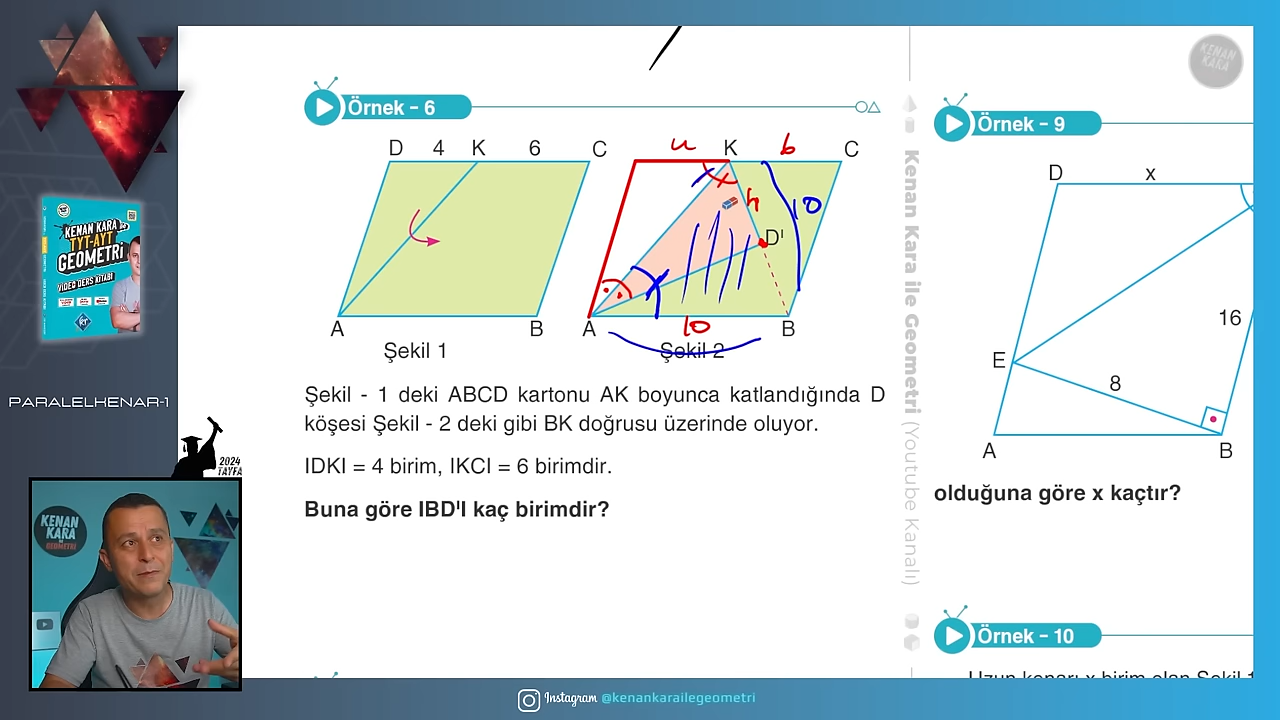 KENAN
KARA
Örnek - 6
D 4 K 6 C
A B
Şekil 1
u K 6 C
4
10
D'
A 10 B
Şekil 2
Şekil - 1 deki ABCD kartonu AK boyunca katlandığında D
köşesi Şekil - 2 deki gibi BK doğrusu üzerinde oluyor.
IDKI = 4 birim, IKCI = 6 birimdir.
Buna göre IBD'I kaç birimdir?
Kenan Kara ile Geometri (Youtube Kanalı)
Örnek - 9
D x
16
E
8
A B
olduğuna göre x kaçtır?
Örnek - 10
KENAN KARA
TYT-AYT
GEOMETRİ
VİDEO DERS KİTABI
PARALELKENAR-1
2024
TAYFA
KENAN
KARA
GEOMETRİ
Instagram @kenankarailegeometri